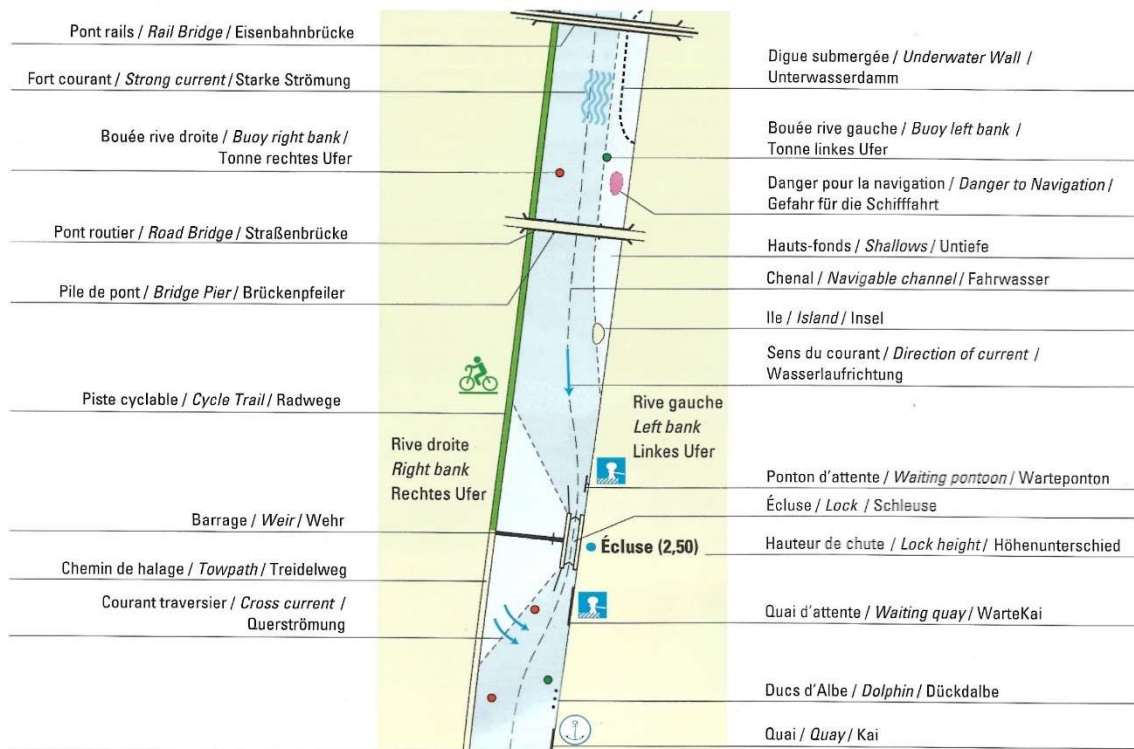 Pont rails / Rail Bridge / Eisenbahnbrücke
Fort courant / Strong current / Starke Strömung
Bouée rive droite / Buoy right bank /
Tonne rechtes Ufer
Pont routier / Road Bridge / Straßenbrücke
Pile de pont / Bridge Pier / Brückenpfeiler
Piste cyclable / Cycle Trail / Radwege
Barrage / Weir / Wehr
Chemin de halage / Towpath / Treidelweg
Courant traversier / Cross current /
Querströmung
Rive droite
Right bank
Rechtes Ufer
Rive gauche
Left bank
Linkes Ufer
Écluse (2,50)
Digue submergée / Underwater Wall /
Unterwasserdamm
Bouée rive gauche / Buoy left bank /
Tonne linkes Ufer
Danger pour la navigation / Danger to Navigation /
Gefahr für die Schifffahrt
Hauts-fonds / Shallows / Untiefe
Chenal / Navigable channel / Fahrwasser
Ile / Island / Insel
Sens du courant / Direction of current /
Wasserlaufrichtung
Ponton d'attente / Waiting pontoon / Warteponton
Écluse / Lock / Schleuse
Hauteur de chute / Lock height / Höhenunterschied
Quai d'attente / Waiting quay / WarteKai
Ducs d'Albe / Dolphin / Dückdalbe
Quai / Quay / Kai